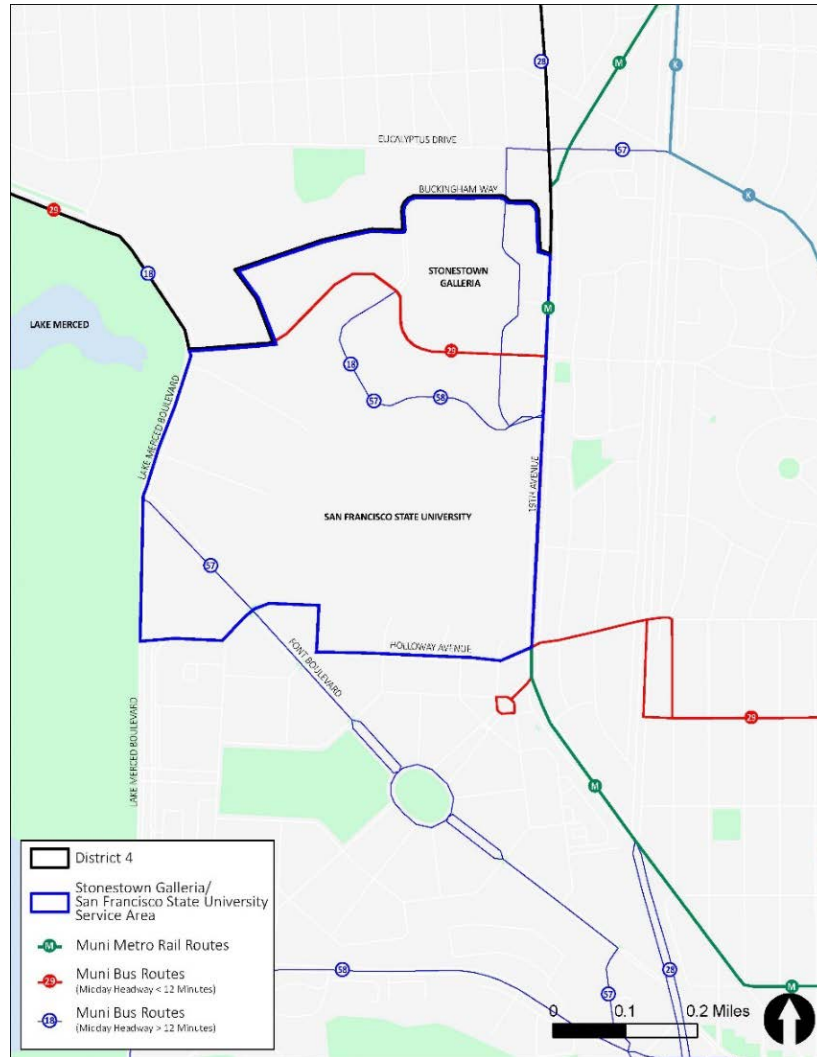 28
M
K
EUCALYPTUS DRIVE
57
BUCKINGHAM WAY
K
29
18
STONESTOWN
GALLERIA
LAKE MERCED
M
29
18
57
58
LAKE MERCED BOULEVARD
19TH AVENUE
SAN FRANCISCO STATE UNIVERSITY
57
HOLLOWAY AVENUE
FONT BOULEVARD
29
LAKE MERCED BOULEVARD
M
District 4
Stonestown Galleria/
San Francisco State University
Service Area
M Muni Metro Rail Routes
29 Muni Bus Routes
(Midday Headway < 12 Minutes)
18 Muni Bus Routes
(Midday Headway > 12 Minutes)
58
28
57
M
0 0.1 0.2 Miles